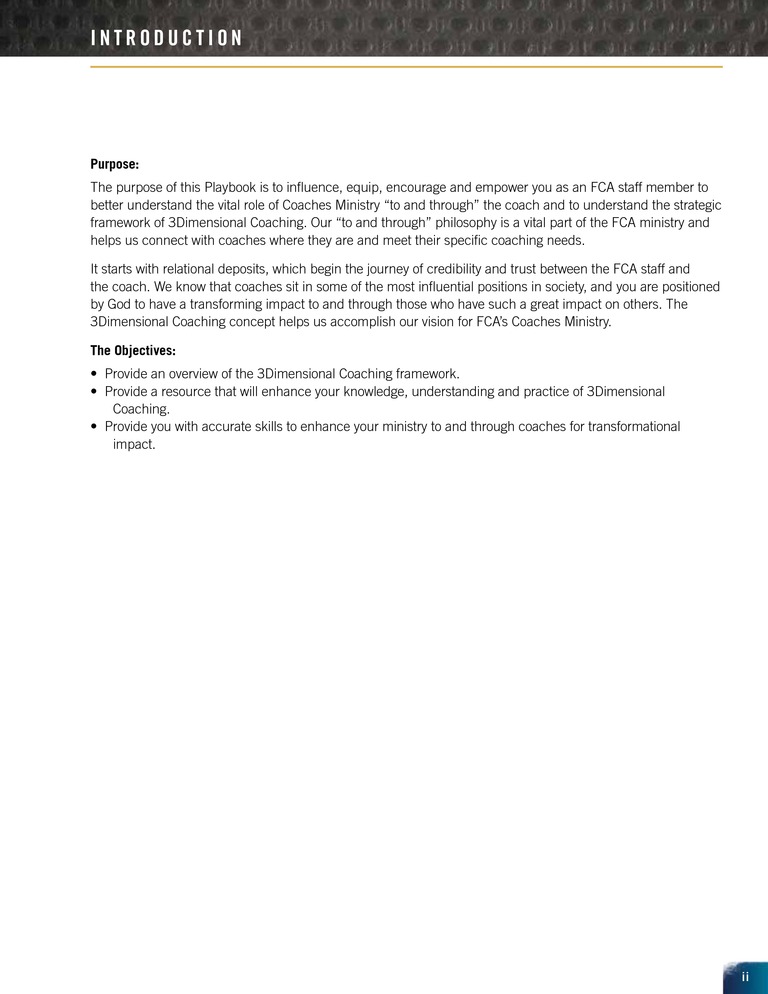 INTRODUCTION
Purpose:
The purpose of this Playbook is to influence, equip, encourage and empower you as an FCA staff member to
better understand the vital role of Coaches Ministry “to and through” the coach and to understand the strategic
framework of 3Dimensional Coaching. Our “to and through” philosophy is a vital part of the FCA ministry and
helps us connect with coaches where they are and meet their specific coaching needs.
It starts with relational deposits, which begin the journey of credibility and trust between the FCA staff and
the coach. We know that coaches sit in some of the most influential positions in society, and you are positioned
by God to have a transforming impact to and through those who have such a great impact on others. The
3Dimensional Coaching concept helps us accomplish our vision for FCA’s Coaches Ministry.
The Objectives:
• Provide an overview of the 3Dimensional Coaching framework.
• Provide a resource that will enhance your knowledge, understanding and practice of 3Dimensional
Coaching.
• Provide you with accurate skills to enhance your ministry to and through coaches for transformational
impact.
ii